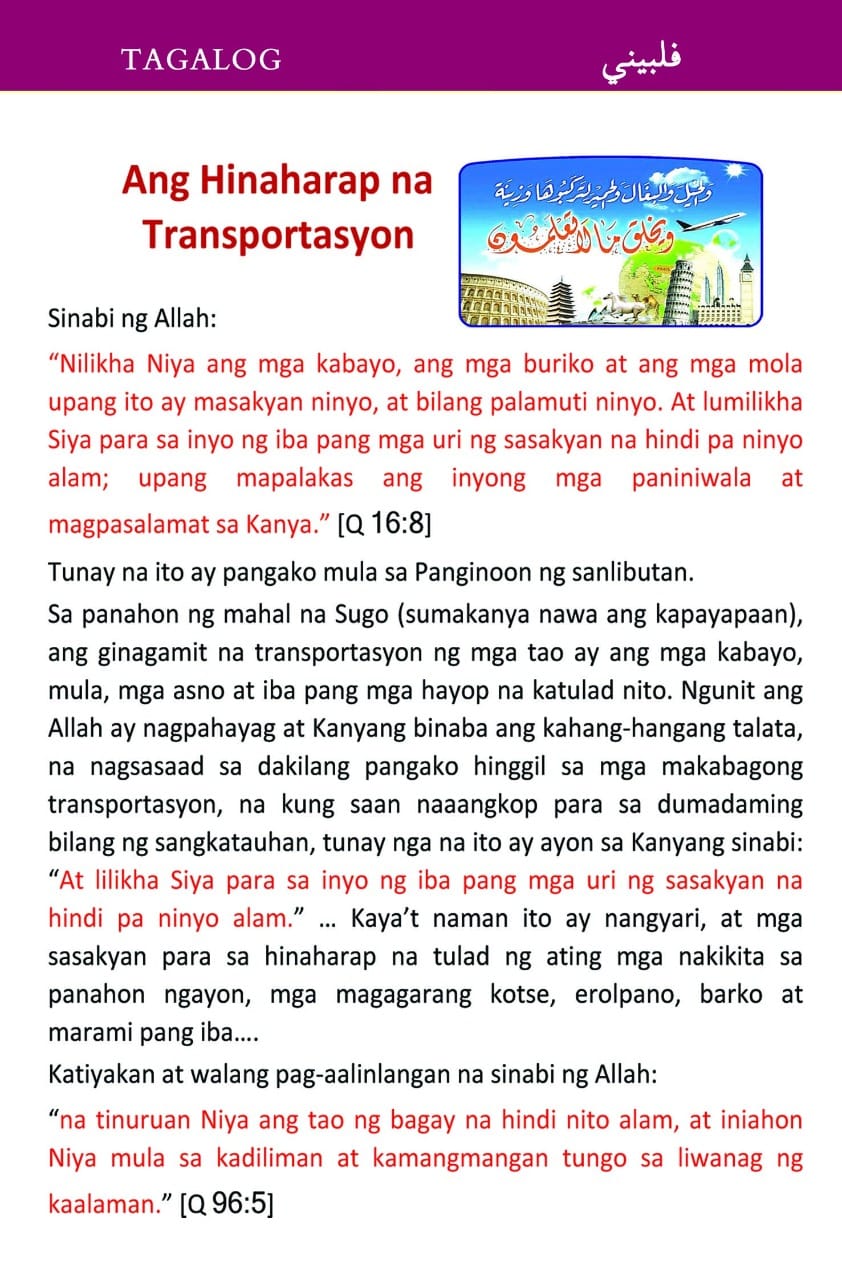 TAGALOG
فلبيني
Ang Hinaharap na
Transportasyon
وَالْخَيْلَ وَالْبِغَالَ وَالْحَمِيرَ لِتَرْكَبُوهَا وَزِينَةً
وَيَخْلُقُ مَا لَا تَعْلَمُونَ
Sinabi ng Allah:
“Nilikha Niya ang mga kabayo, ang mga buriko at ang mga mola
upang ito ay masakyan ninyo, at bilang palamuti ninyo. At lumilikha
Siya para sa inyo ng iba pang mga uri ng sasakyan na hindi pa ninyo
alam; upang mapalakas ang inyong mga paniniwala at
magpasalamat sa Kanya.” [Q 16:8]
Tunay na ito ay pangako mula sa Panginoon ng sanlibutan.
Sa panahon ng mahal na Sugo (sumakanya nawa ang kapayapaan),
ang ginagamit na transportasyon ng mga tao ay ang mga kabayo,
mula, mga asno at iba pang mga hayop na katulad nito. Ngunit ang
Allah ay nagpahayag at Kanyang binaba ang kahang-hangang talata,
na nagsasaad sa dakilang pangako hinggil sa mga makabagong
transportasyon, na kung saan naaangkop para sa dumadaming
bilang ng sangkatauhan, tunay nga na ito ay ayon sa Kanyang sinabi:
“At lilikha Siya para sa inyo ng iba pang mga uri ng sasakyan na
hindi pa ninyo alam.” ... Kaya’t naman ito ay nangyari, at mga
sasakyan para sa hinaharap na tulad ng ating mga nakikita sa
panahon ngayon, mga magagarang kotse, erolpano, barko at
marami pang iba....
Katiyakan at walang pag-aalinlangan na sinabi ng Allah:
“na tinuruan Niya ang tao ng bagay na hindi nito alam, at iniahon
Niya mula sa kadiliman at kamangmangan tungo sa liwanag ng
kaalaman.” [Q 96:5]